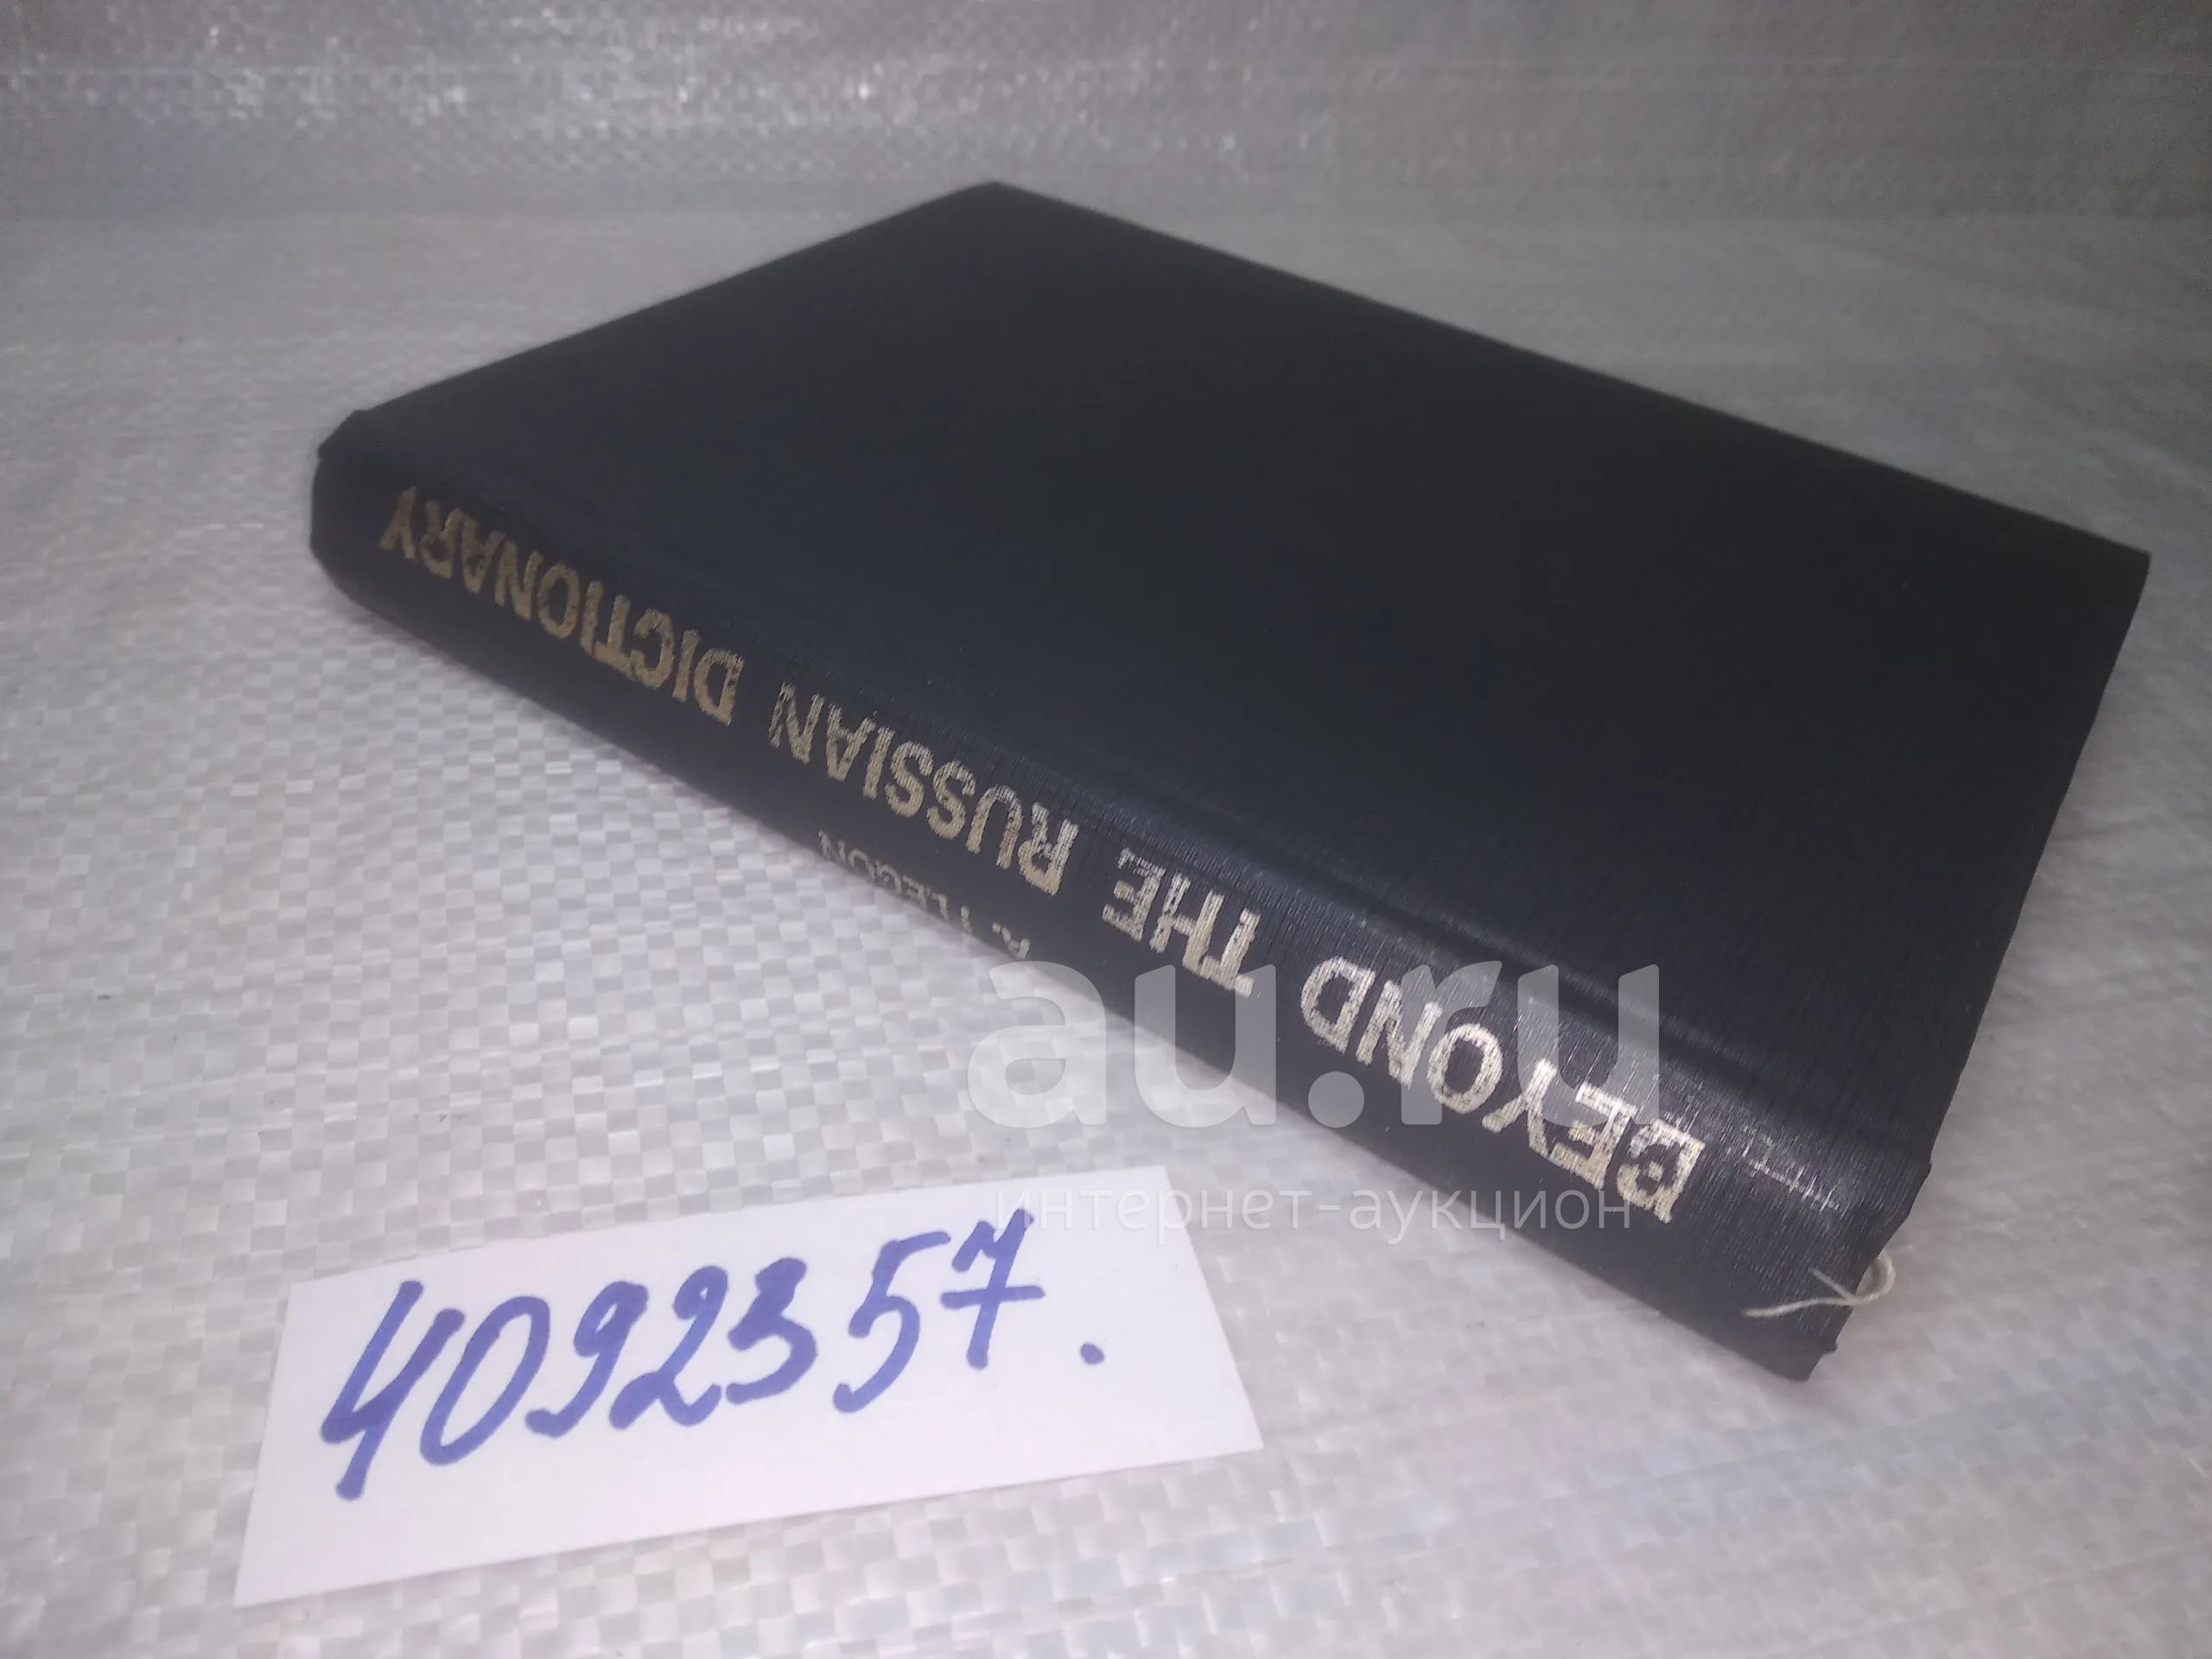 BEYOND THE RUSSIAN DICTIONARY
A. FLEGON
au.ru
интернет-аукцион
4092357.